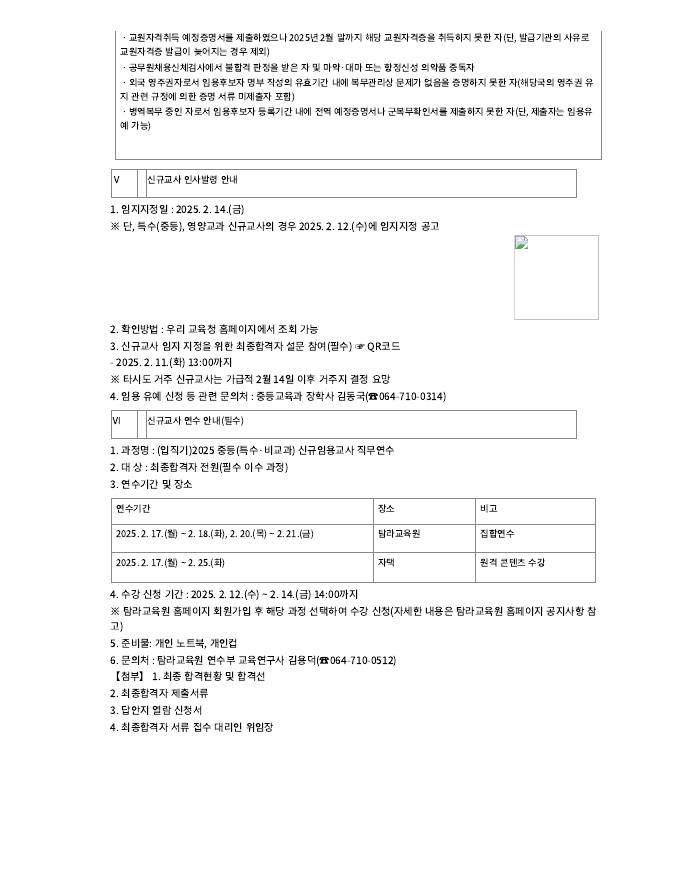 · 교원자격취득 예정증명서를 제출하였으나 2025년 2월 말까지 해당 교원자격증을 취득하지 못한 자(단, 발급기관의 사유로
교원자격증 발급이 늦어지는 경우 제외)
· 공무원채용신체검사에서 불합격 판정을 받은 자 및 마약·대마 또는 항정신성 의약품 중독자
· 외국 영주권자로서 임용후보자 명부 작성의 유효기간 내에 복무관리상 문제가 없음을 증명하지 못한 자(해당국의 영주권 유
지 관련 규정에 의한 증명 서류 미제출자 포함)
· 병역복무 중인 자로서 임용후보자 등록기간 내에 전역 예정증명서나 군복무확인서를 제출하지 못한 자(단, 제출자는 임용유
예 가능)
V 신규교사 인사발령 안내
1. 임지지정일 : 2025. 2. 14.(금)
※ 단, 특수(중등), 영양교과 신규교사의 경우 2025. 2. 12.(수)에 임지지정 공고
2. 확인방법 : 우리 교육청 홈페이지에서 조회 가능
3. 신규교사 임지 지정을 위한 최종합격자 설문 참여(필수) ☞ QR코드
- 2025. 2. 11.(화) 13:00까지
※ 타시도 거주 신규교사는 가급적 2월 14일 이후 거주지 결정 요망
4. 임용 유예 신청 등 관련 문의처 : 중등교육과 장학사 김동국(☎064-710-0314)
VI 신규교사 연수 안내(필수)
1. 과정명 : (입직기)2025 중등(특수·비교과) 신규임용교사 직무연수
2. 대 상 : 최종합격자 전원(필수 이수 과정)
3. 연수기간 및 장소
연수기간 장소 비고
2025. 2. 17.(월) ~ 2. 18.(화), 2. 20.(목) ~ 2. 21.(금) 탐라교육원 집합연수
2025. 2. 17.(월) ~ 2. 25.(화) 자택 원격 콘텐츠 수강
4. 수강 신청 기간 : 2025. 2. 12.(수) ~ 2. 14.(금) 14:00까지
※ 탐라교육원 홈페이지 회원가입 후 해당 과정 선택하여 수강 신청(자세한 내용은 탐라교육원 홈페이지 공지사항 참
고)
5. 준비물: 개인 노트북, 개인컵
6. 문의처 : 탐라교육원 연수부 교육연구사 김용덕(☎064-710-0512)
【첨부】 1. 최종 합격현황 및 합격선
2. 최종합격자 제출서류
3. 답안지 열람 신청서
4. 최종합격자 서류 접수 대리인 위임장